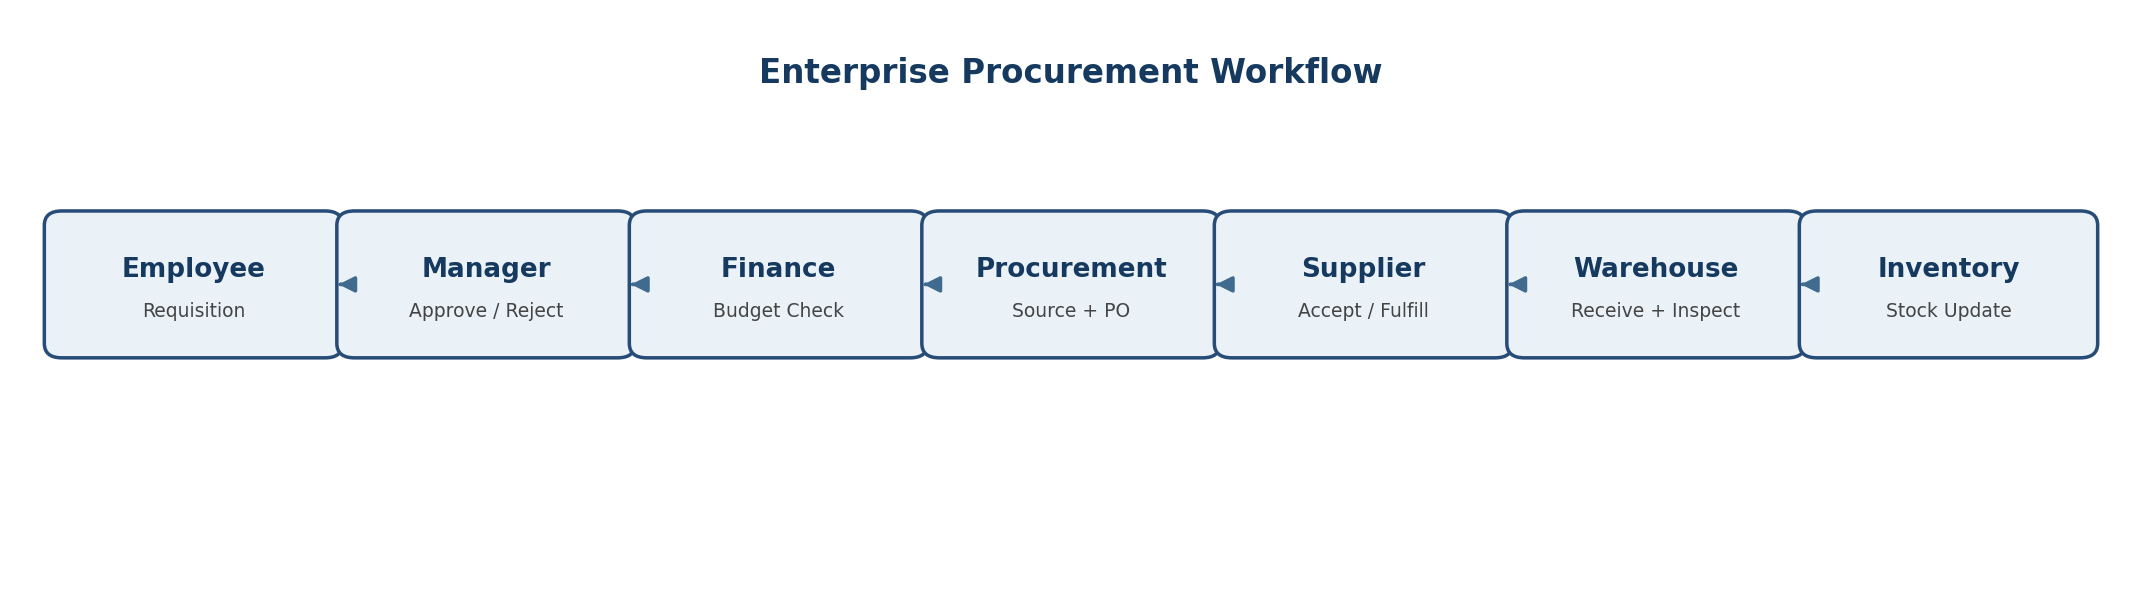 Enterprise Procurement Workflow
Employee
Requisition
Manager
Approve / Reject
Finance
Budget Check
Procurement
Source + PO
Supplier
Accept / Fulfill
Warehouse
Receive + Inspect
Inventory
Stock Update